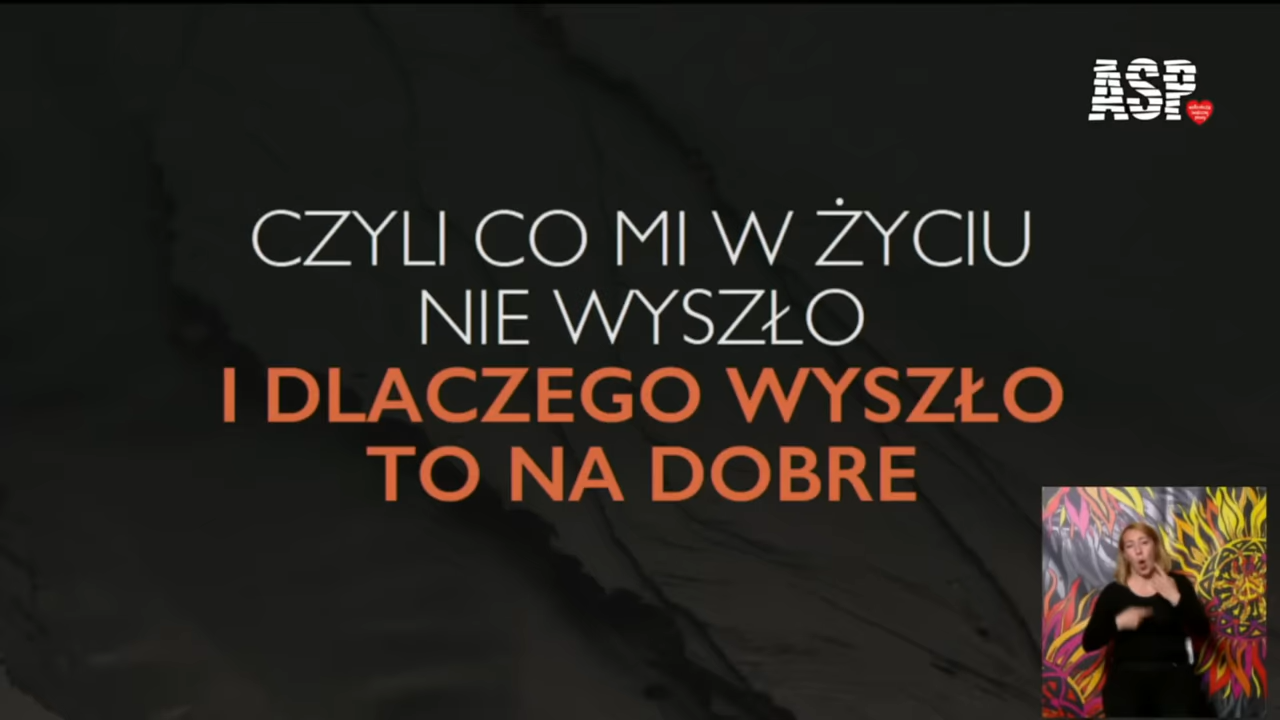 ASP
CZYLI CO MI W ŻYCIU
NIE WYSZŁO
I DLACZEGO WYSZŁO
TO NA DOBRE